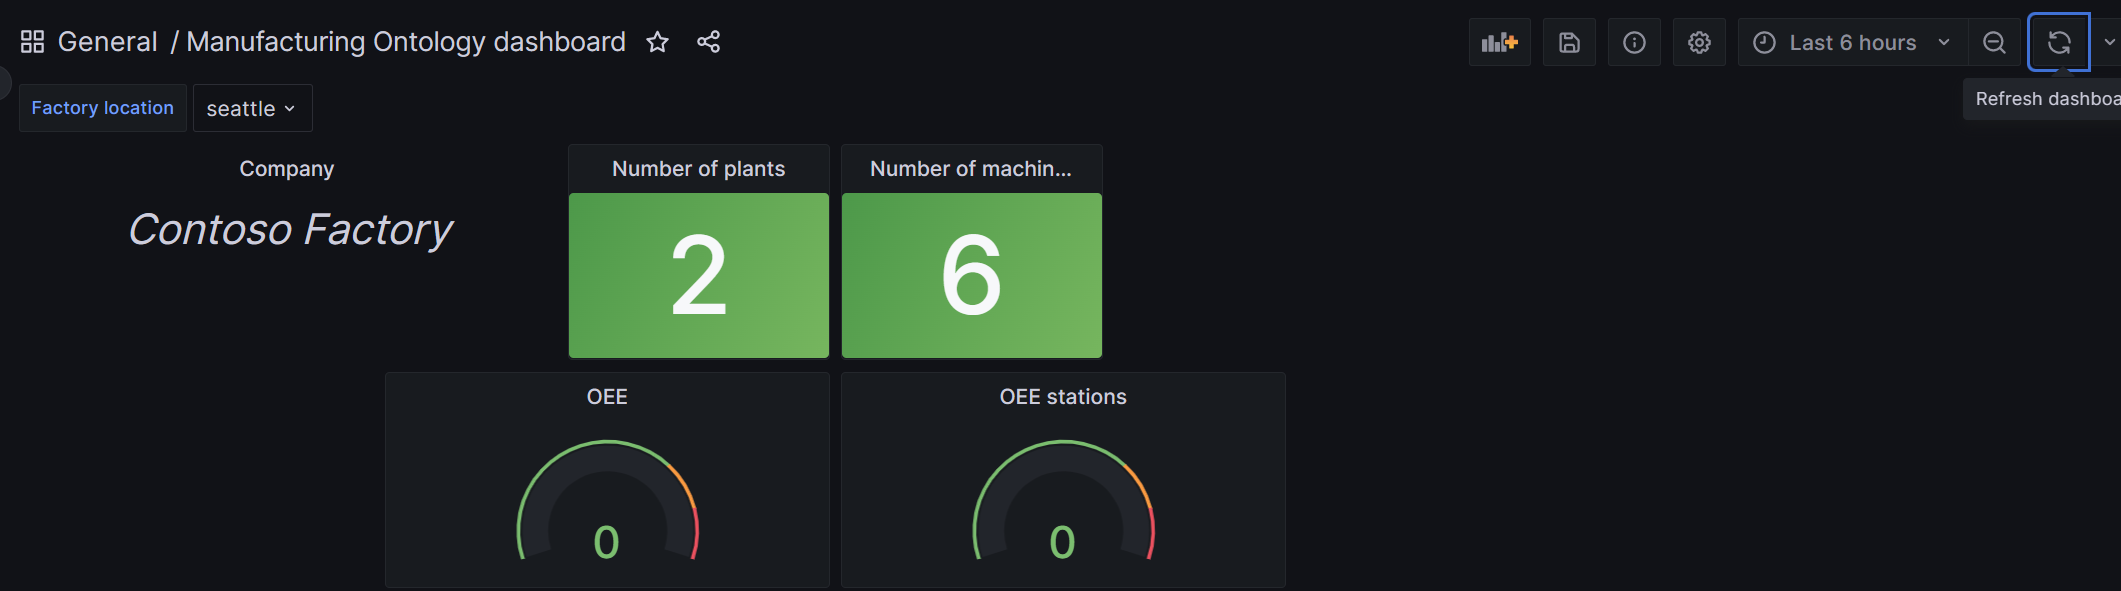 General / Manufacturing Ontology dashboard
Last 6 hours
Factory location
seattle
Refresh dashboa
Company
Number of plants
Number of machin...
Contoso Factory
2
6
OEE
OEE stations
0
0